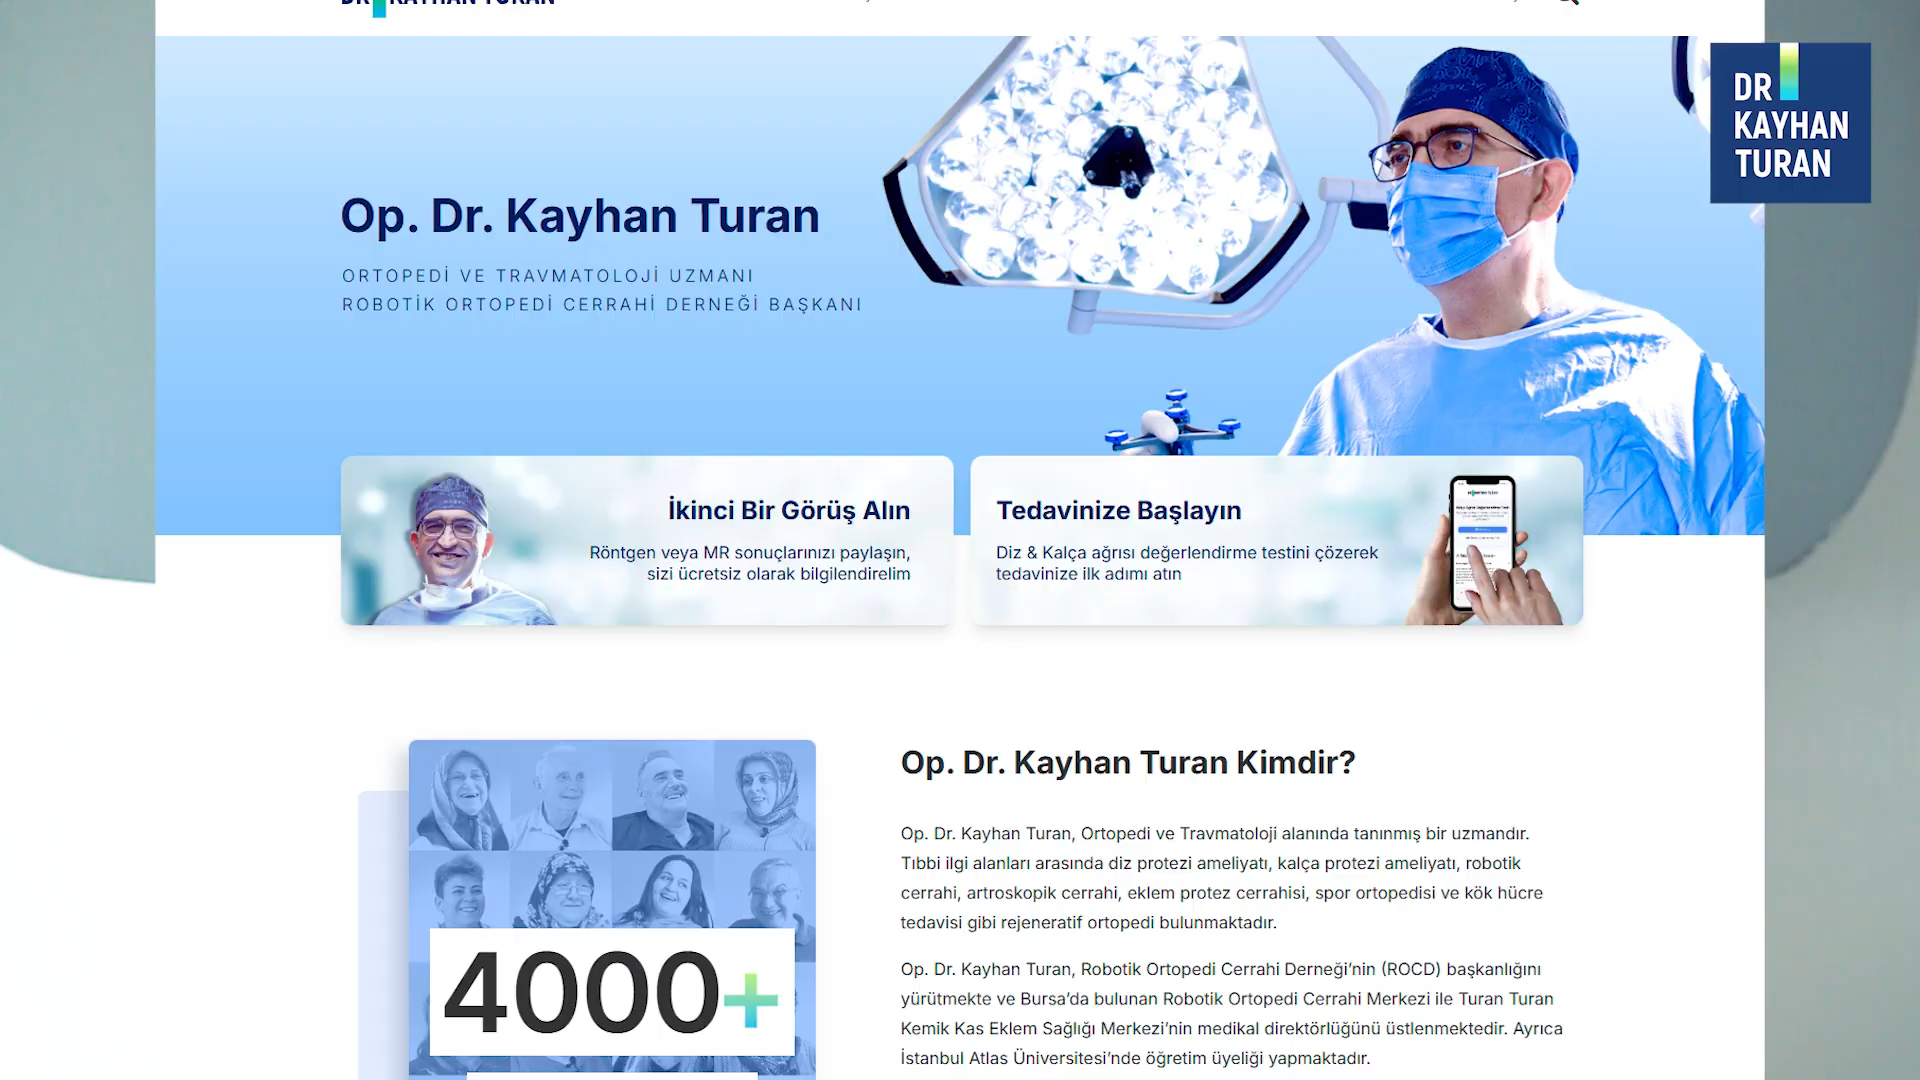 DR KAYHAN TURAN
DR
KAYHAN
TURAN
Op. Dr. Kayhan Turan
ORTOPEDİ VE TRAVMATOLOJİ UZMANI
ROBOTİK ORTOPEDİ CERRAHİ DERNEĞİ BAŞKANI
İkinci Bir Görüş Alın
Röntgen veya MR sonuçlarınızı paylaşın,
sizi ücretsiz olarak bilgilendirelim
Tedavinize Başlayın
Diz & Kalça ağrısı değerlendirme testini çözerek
tedavinize ilk adımı atın
4000+
Op. Dr. Kayhan Turan Kimdir?
Op. Dr. Kayhan Turan, Ortopedi ve Travmatoloji alanında tanınmış bir uzmandır.
Tıbbi ilgi alanları arasında diz protezi ameliyatı, kalça protezi ameliyatı, robotik
cerrahi, artroskopik cerrahi, eklem protez cerrahisi, spor ortopedisi ve kök hücre
tedavisi gibi rejeneratif ortopedi bulunmaktadır.
Op. Dr. Kayhan Turan, Robotik Ortopedi Cerrahi Derneği’nin (ROCD) başkanlığını
yürütmekte ve Bursa’da bulunan Robotik Ortopedi Cerrahi Merkezi ile Turan Turan
Kemik Kas Eklem Sağlığı Merkezi’nin medikal direktörlüğünü üstlenmektedir. Ayrıca
İstanbul Atlas Üniversitesi’nde öğretim üyeliği yapmaktadır.